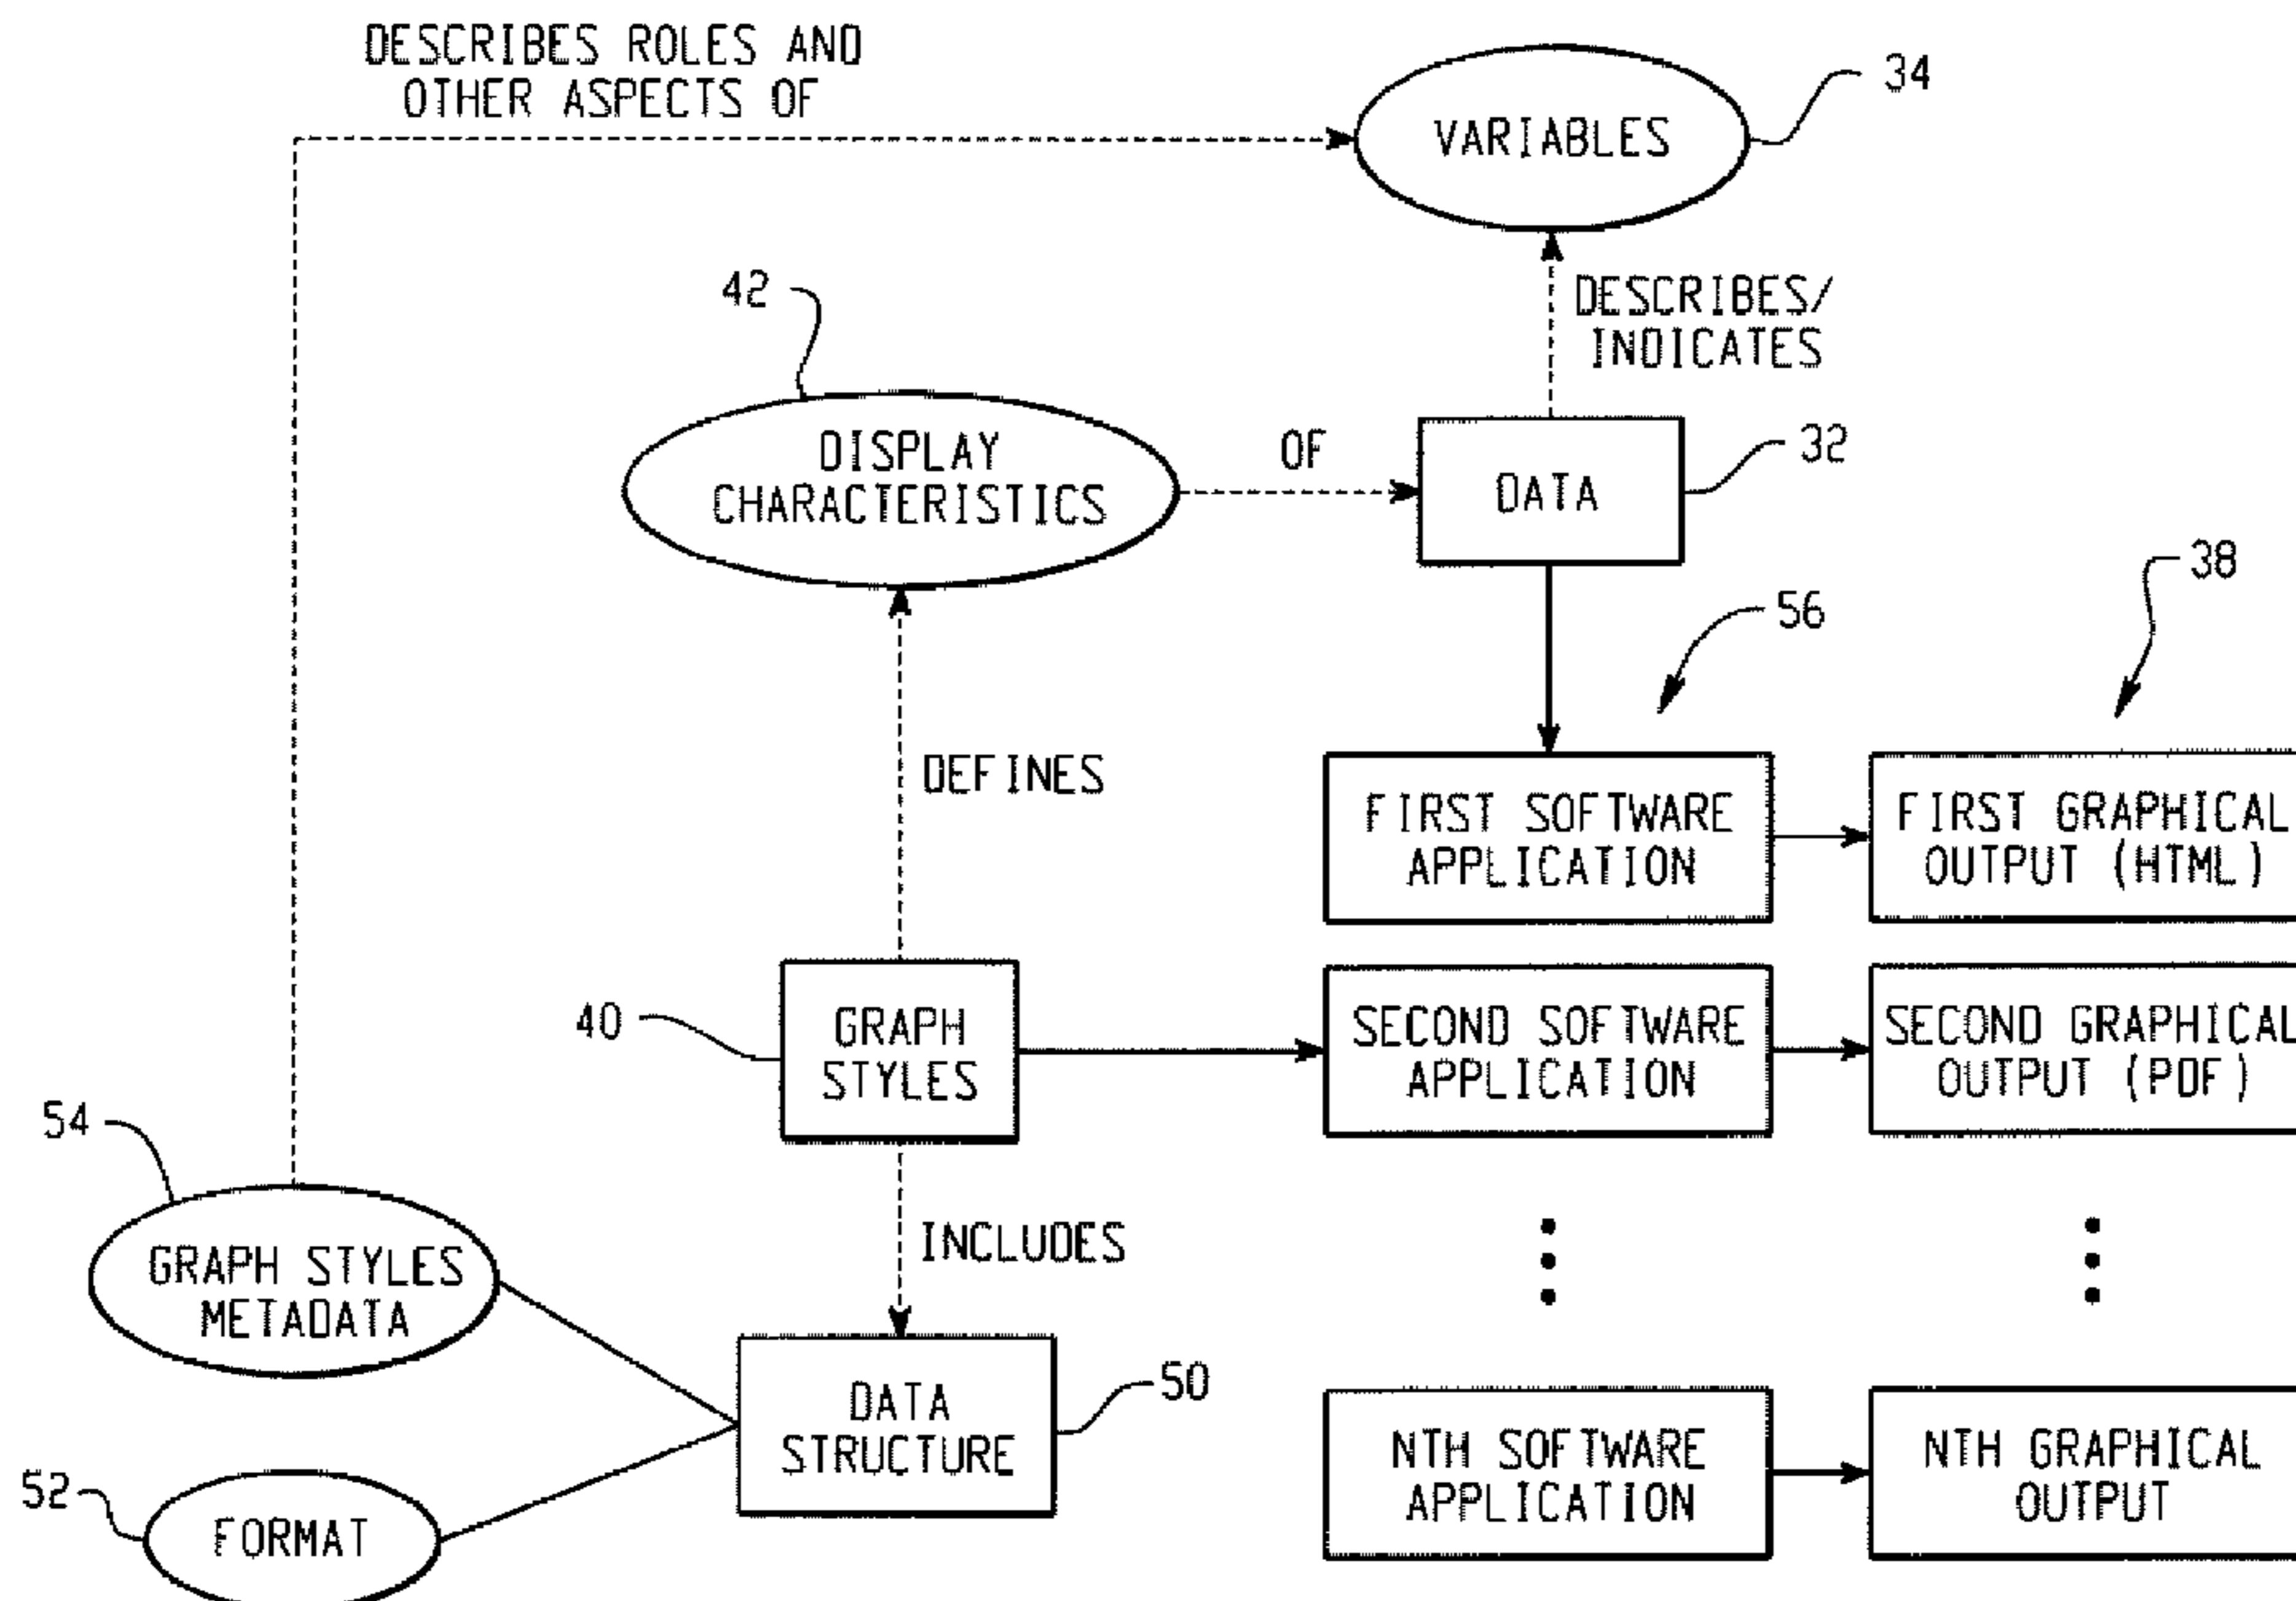 DESCRIBES ROLES AND
OTHER ASPECTS OF
VARIABLES
34
DESCRIBES/
INDICATES
42
DISPLAY
CHARACTERISTICS
OF
DATA
32
38
56
DEFINES
FIRST SOFTWARE
APPLICATION
FIRST GRAPHICAL
OUTPUT (HTML)
40
GRAPH
STYLES
SECOND SOFTWARE
APPLICATION
SECOND GRAPHICAL
OUTPUT (PDF)
54
INCLUDES
GRAPH STYLES
METADATA
DATA
STRUCTURE
50
NTH SOFTWARE
APPLICATION
NTH GRAPHICAL
OUTPUT
52
FORMAT